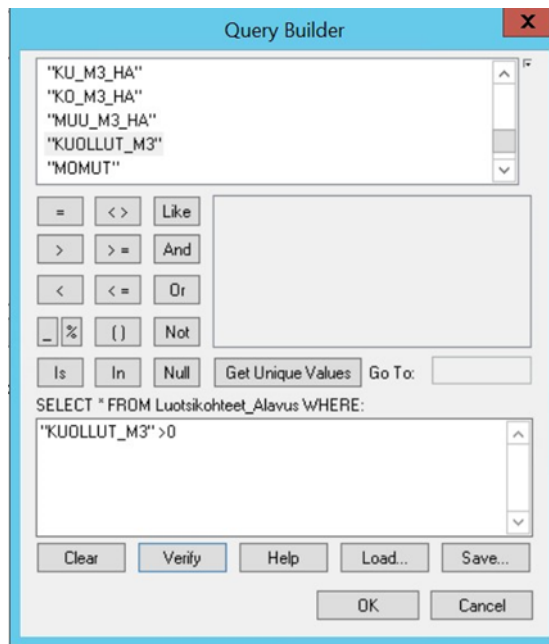 Query Builder
X
"KU_M3_HA"
"KO_M3_HA"
"MUU_M3_HA"
"KUOLLUT_M3"
"MOMUT"
= < > Like
> > = And
< < = Or
_ % () Not
Is In Null Get Unique Values Go To:
SELECT * FROM Luotsikohteet_Alavus WHERE:
"KUOLLUT_M3" >0
Clear Verify Help Load... Save...
OK Cancel